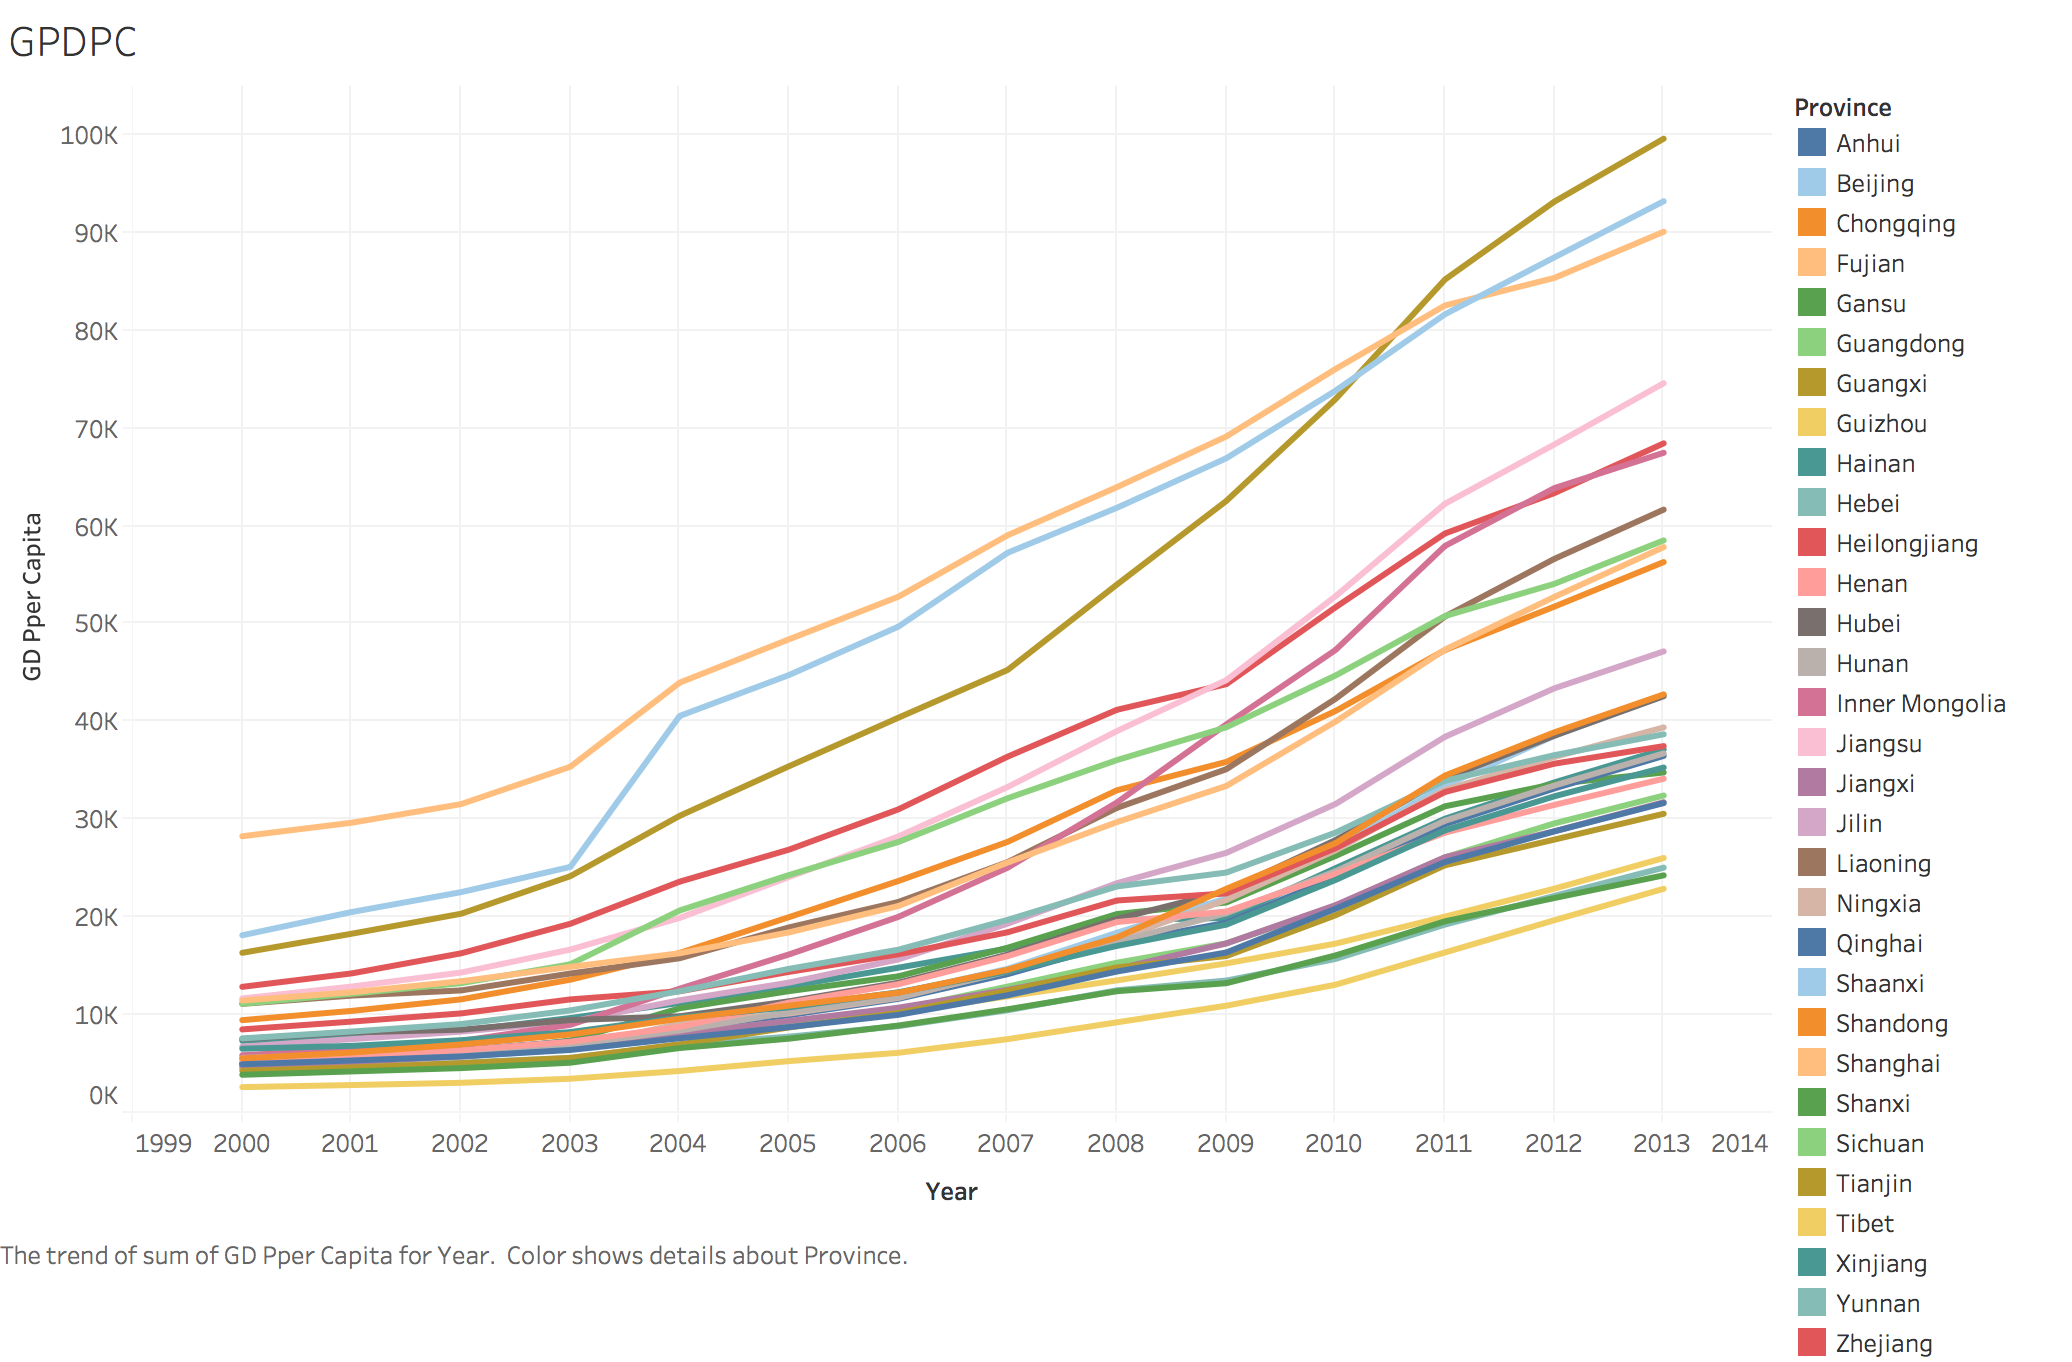 GPDPC
100K
90K
80K
70K
60K
50K
40K
30K
20K
10K
0K
GD Pper Capita
1999 2000 2001 2002 2003 2004 2005 2006 2007 2008 2009 2010 2011 2012 2013 2014
Year
Province
Anhui
Beijing
Chongqing
Fujian
Gansu
Guangdong
Guangxi
Guizhou
Hainan
Hebei
Heilongjiang
Henan
Hubei
Hunan
Inner Mongolia
Jiangsu
Jiangxi
Jilin
Liaoning
Ningxia
Qinghai
Shaanxi
Shandong
Shanghai
Shanxi
Sichuan
Tianjin
Tibet
Xinjiang
Yunnan
Zhejiang
The trend of sum of GD Pper Capita for Year. Color shows details about Province.